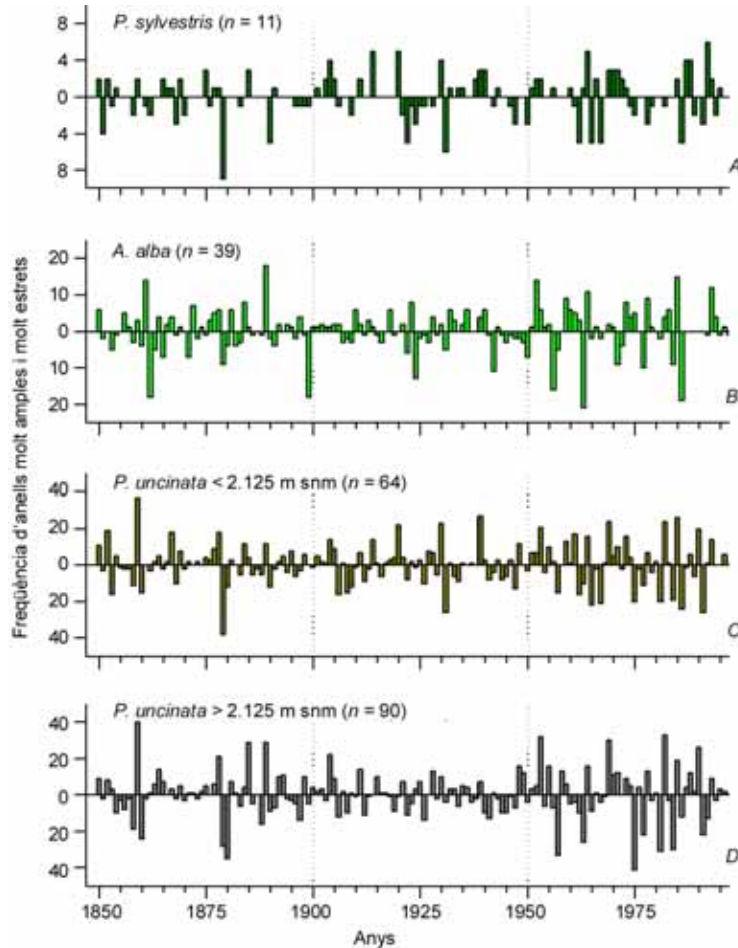 Freqüència d'anells molt amples i molt estrets
P. sylvestris (n = 11)
8
4
0
4
8
A
A. alba (n = 39)
20
10
0
10
20
B
P. uncinata < 2.125 m snm (n = 64)
40
20
0
20
40
C
P. uncinata > 2.125 m snm (n = 90)
40
20
0
20
40
D
1850 1875 1900 1925 1950 1975
Anys